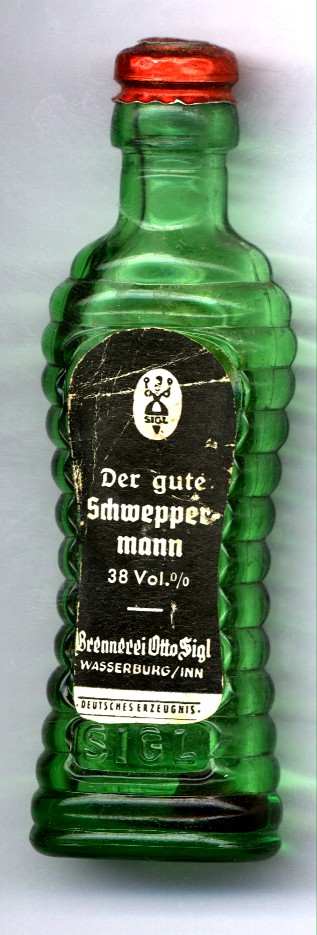 SIGL
Der gute
Schwepper-
mann
38 Vol.%
Brennerei Otto Sigl
WASSERBURG/INN
·DEUTSCHES ERZEUGNIS·
SIGL